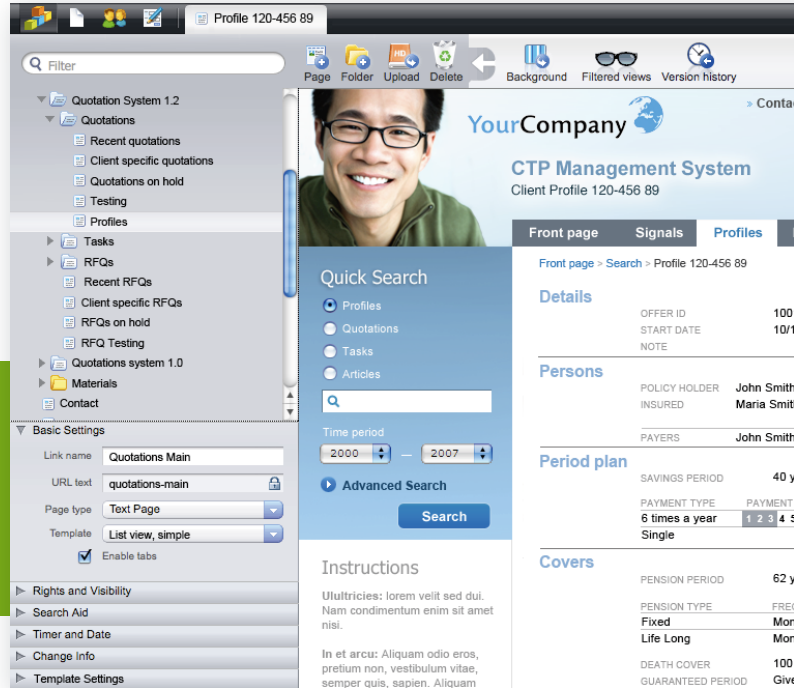 Profile 120-456 89
Filter
Page Folder Upload Delete Background Filtered views Version history
Quotation System 1.2
Quotations
Recent quotations
Client specific quotations
Quotations on hold
Testing
Profiles
Tasks
RFQs
Recent RFQs
Client specific RFQs
RFQs on hold
RFQ Testing
Quotations system 1.0
Materials
Contact
Basic Settings
Link name Quotations Main
URL text quotations-main
Page type Text Page
Template List view, simple
Enable tabs
Rights and Visibility
Search Aid
Timer and Date
Change Info
Template Settings
Quick Search
Profiles
Quotations
Tasks
Articles
Time period
2000 — 2007
Advanced Search
Search
Instructions
Ulultricies: lorem velit sed dui.
Nam condimentum enim sit amet
nisi.
In et arcu: Aliquam odio eros,
pretium non, vestibulum vitae,
semper quis, sapien. Aliquam
» Contac
YourCompany
CTP Management System
Client Profile 120-456 89
Front page Signals Profiles
Front page > Search > Profile 120-456 89
Details
OFFER ID 100
START DATE 10/1
NOTE
Persons
POLICY HOLDER John Smith
INSURED Maria Smit
PAYERS John Smith
Period plan
SAVINGS PERIOD 40 y
PAYMENT TYPE PAYMENT
6 times a year 1 2 3 4 5
Single
Covers
PENSION PERIOD 62 y
PENSION TYPE FREQ
Fixed Mon
Life Long Mon
DEATH COVER 100
GUARANTEED PERIOD Give